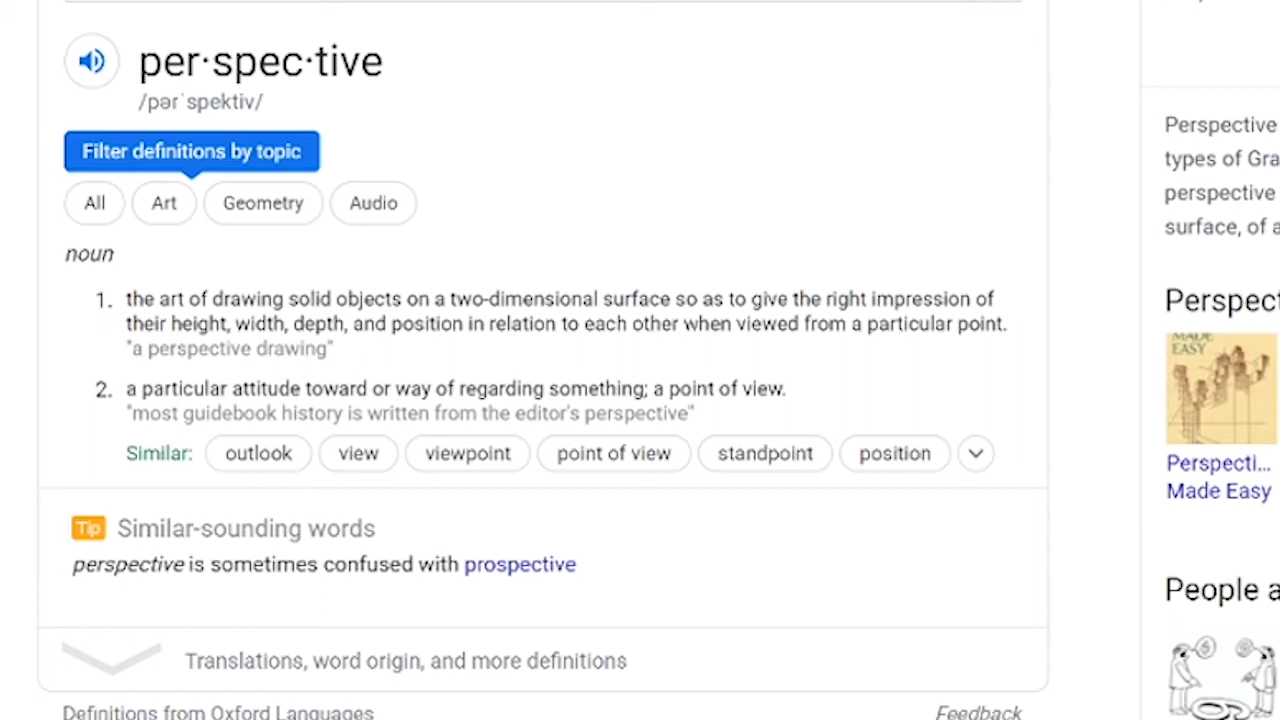 per·spec·tive
/pərˈspektiv/
Filter definitions by topic
All Art Geometry Audio
noun
1. the art of drawing solid objects on a two-dimensional surface so as to give the right impression of
their height, width, depth, and position in relation to each other when viewed from a particular point.
"a perspective drawing"
2. a particular attitude toward or way of regarding something; a point of view.
"most guidebook history is written from the editor's perspective"
Similar: outlook view viewpoint point of view standpoint position
Tip Similar-sounding words
perspective is sometimes confused with prospective
Translations, word origin, and more definitions
Definitions from Oxford Languages
Feedback
Perspective
types of Gra
perspective
surface, of a
Perspect
MADE
EASY
Perspecti...
Made Easy
People a